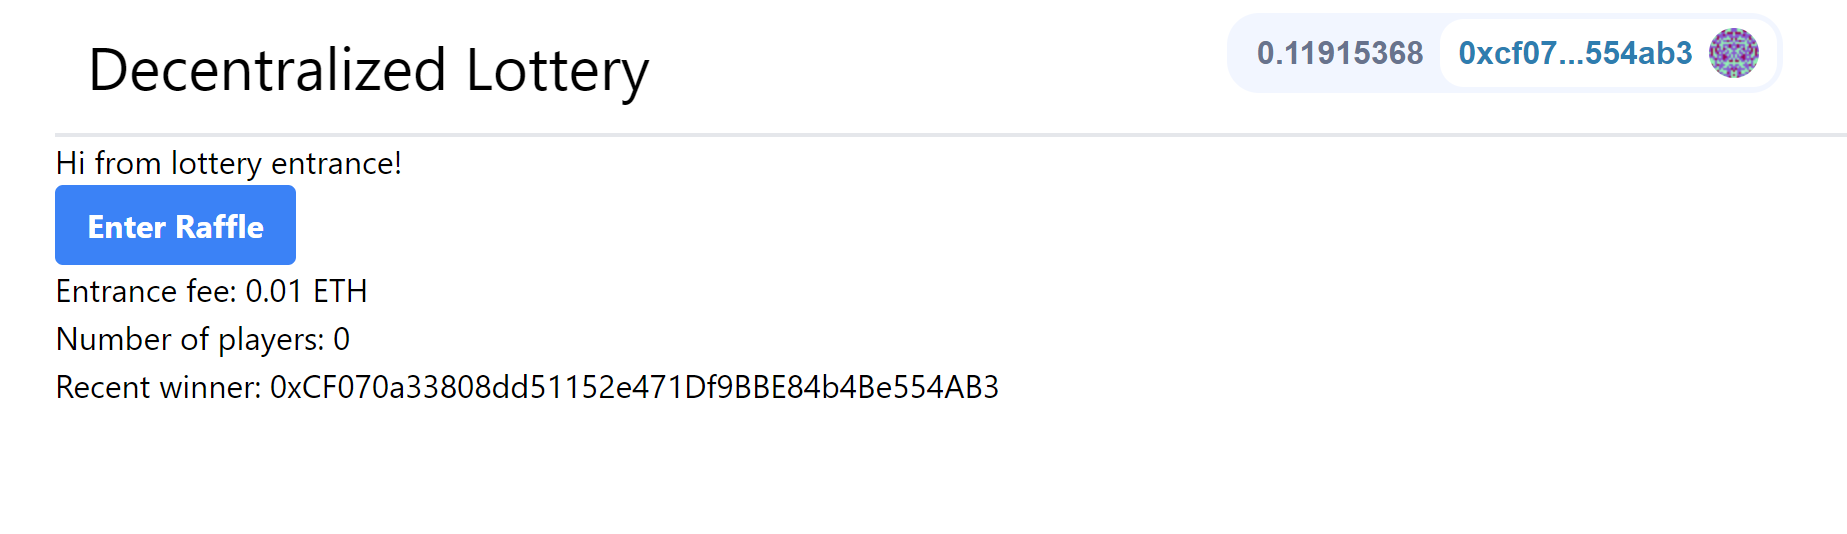 Decentralized Lottery
0.11915368 0xcf07...554ab3
Hi from lottery entrance!
Enter Raffle
Entrance fee: 0.01 ETH
Number of players: 0
Recent winner: 0xCF070a33808dd51152e471Df9BBE84b4Be554AB3